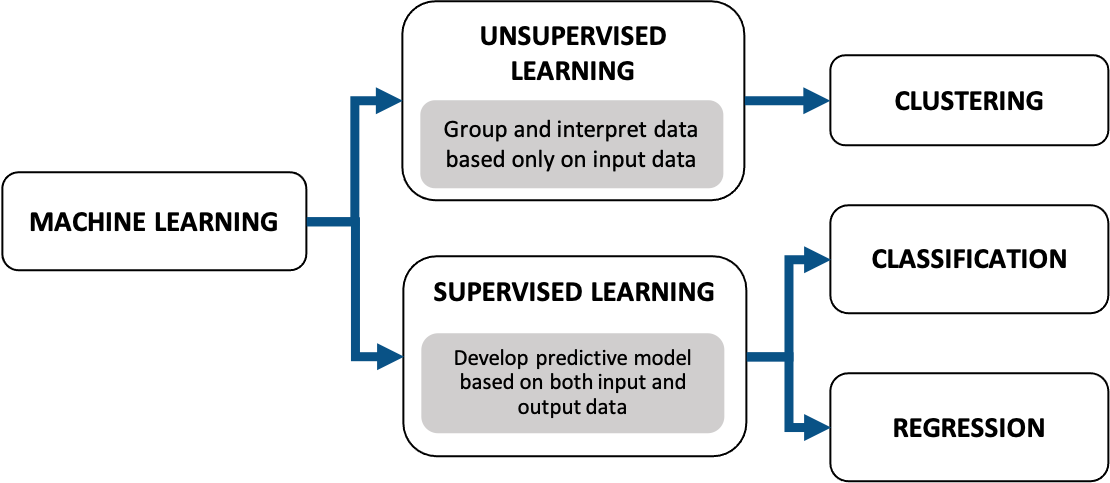 UNSUPERVISED
LEARNING
Group and interpret data
based only on input data
CLUSTERING
MACHINE LEARNING
SUPERVISED LEARNING
Develop predictive model
based on both input and
output data
CLASSIFICATION
REGRESSION